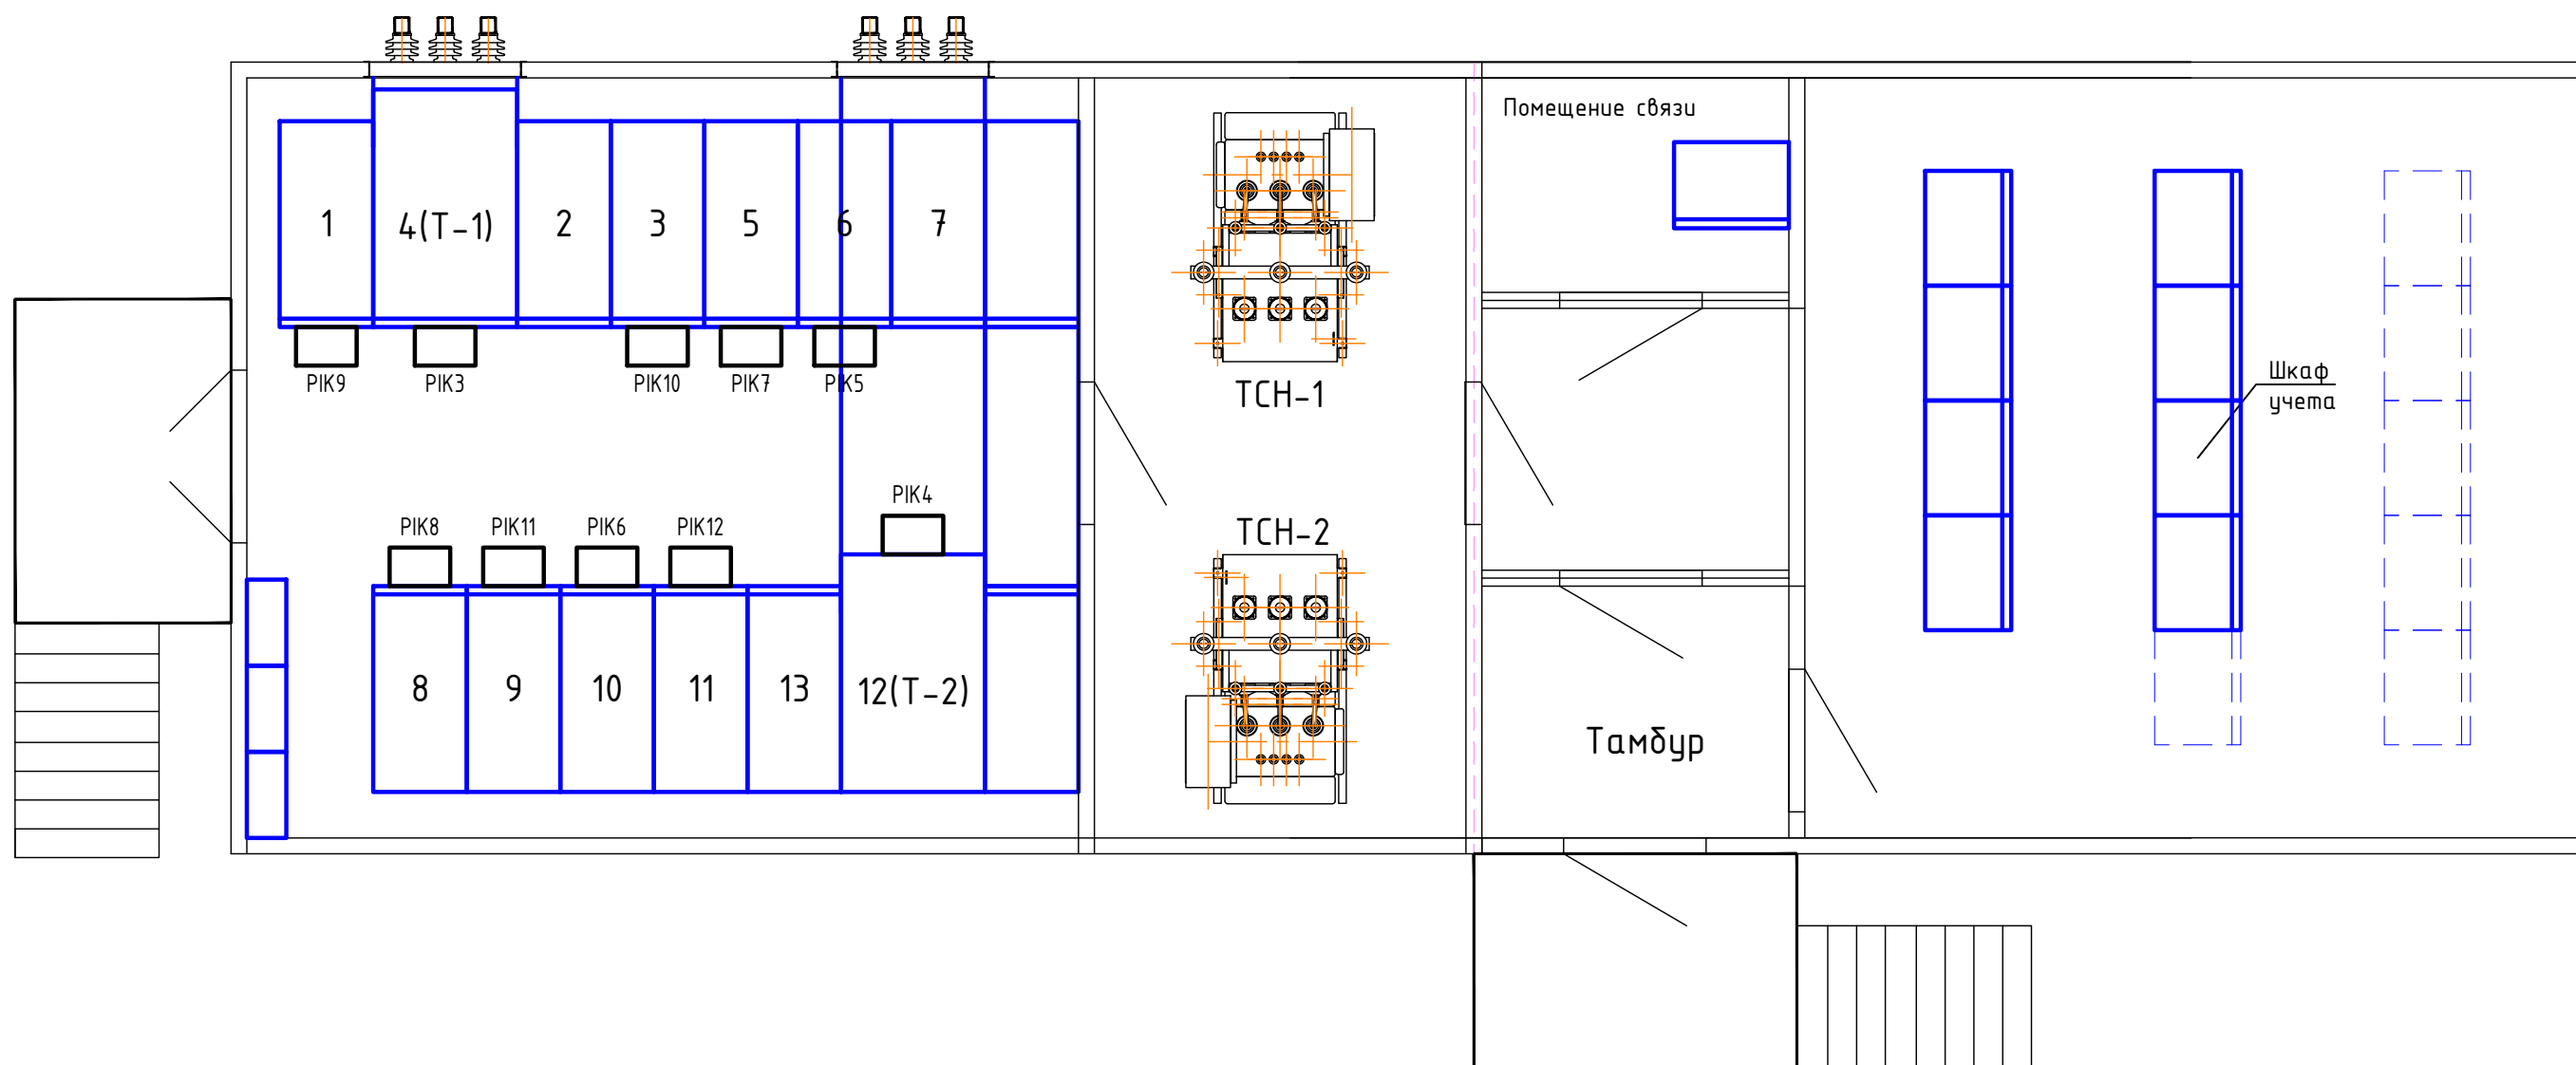 Помещение связи
1
4(Т-1)
2
3
5
6
7
PIK9
PIK3
PIK10
PIK7
PIK5
ТСН-1
Шкаф
учета
PIK4
PIK8
PIK11
PIK6
PIK12
ТСН-2
8
9
10
11
13
12(Т-2)
Тамбур